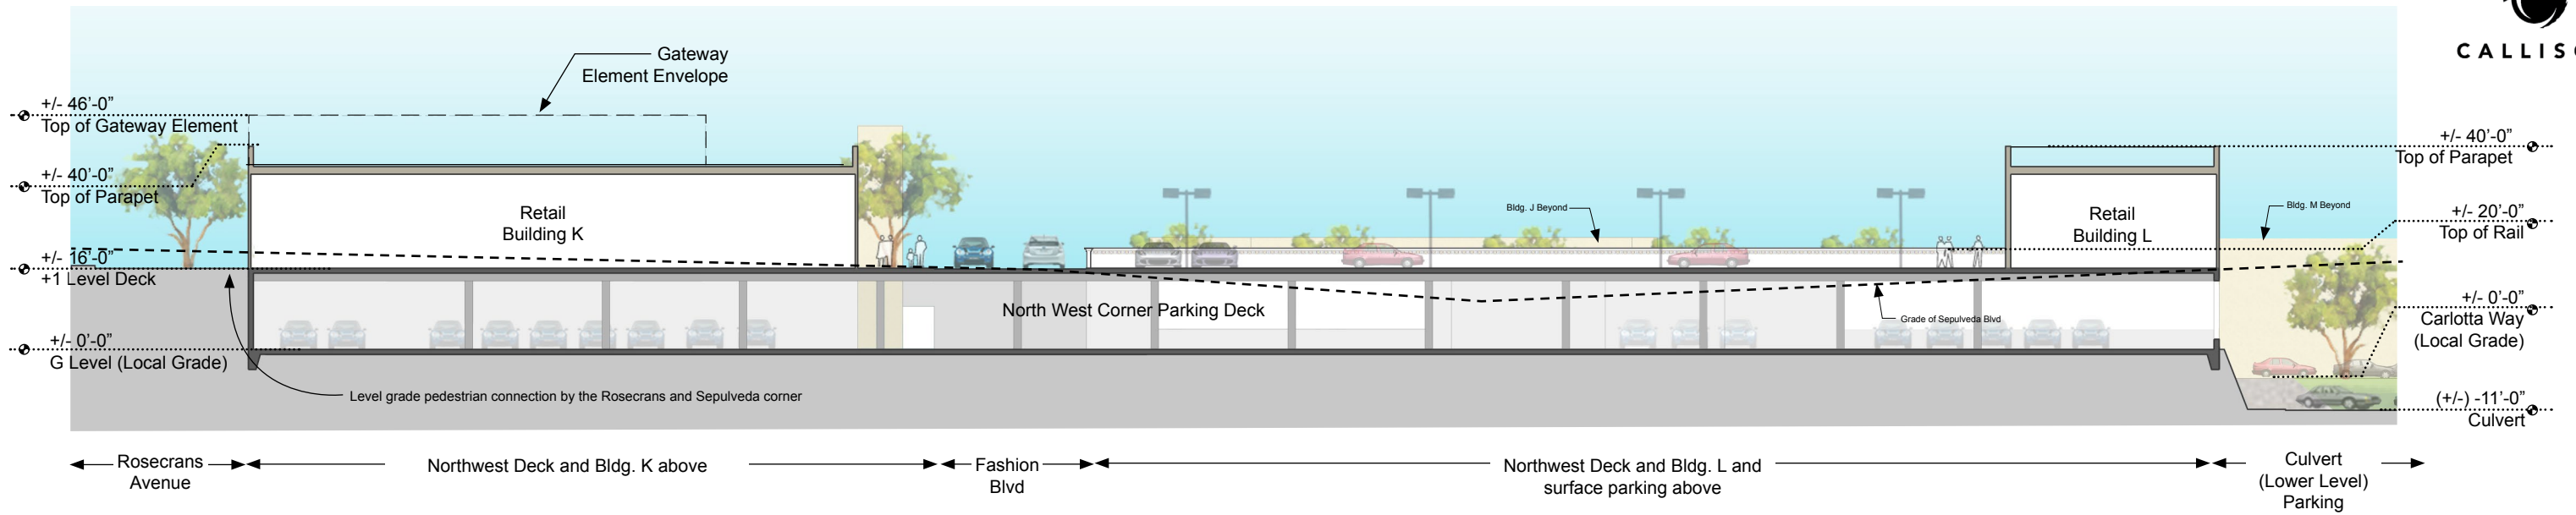 CALLISO
Gateway
Element Envelope
+/- 46'-0"
Top of Gateway Element
+/- 40'-0"
Top of Parapet
+/- 16'-0"
+1 Level Deck
+/- 0'-0"
G Level (Local Grade)
Retail
Building K
Level grade pedestrian connection by the Rosecrans and Sepulveda corner
North West Corner Parking Deck
Bldg. J Beyond
Grade of Sepulveda Blvd
Retail
Building L
Bldg. M Beyond
+/- 40'-0"
Top of Parapet
+/- 20'-0"
Top of Rail
+/- 0'-0"
Carlotta Way
(Local Grade)
(+/-) -11'-0"
Culvert
Rosecrans
Avenue
Northwest Deck and Bldg. K above
Fashion
Blvd
Northwest Deck and Bldg. L and
surface parking above
Culvert
(Lower Level)
Parking